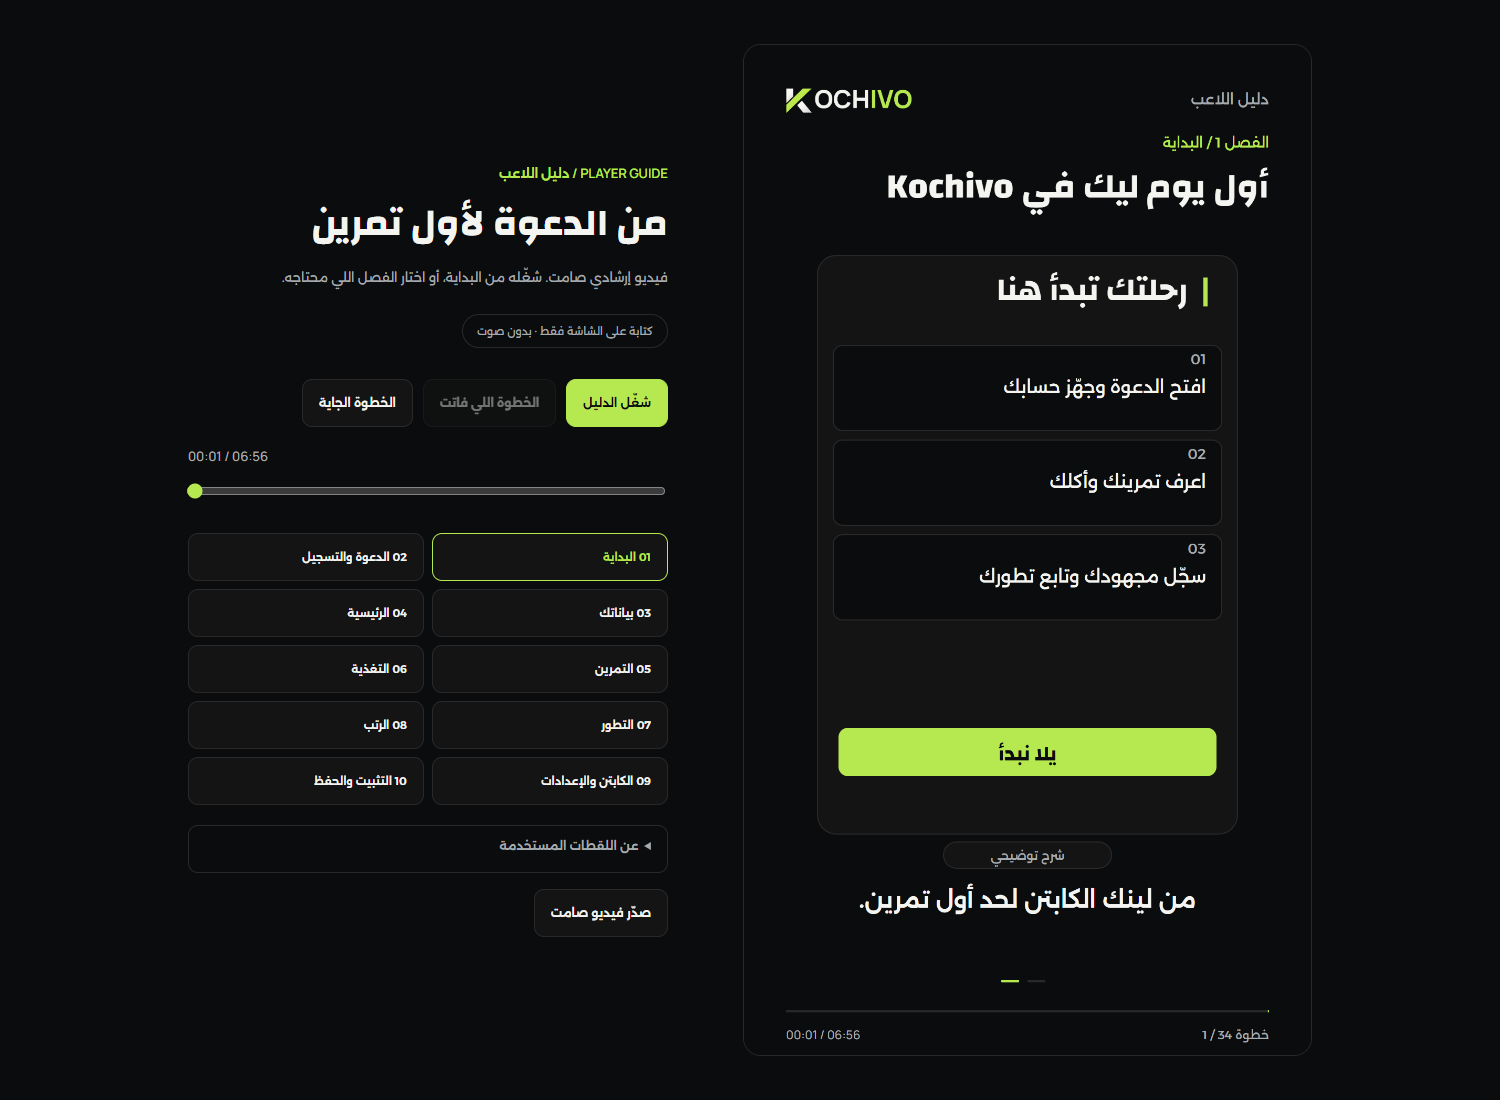 KOCHIVO
دليل اللاعب
الفصل 1 / البداية
أول يوم ليك في Kochivo
رحلتك تبدأ هنا
01
افتح الدعوة وجهّز حسابك
02
اعرف تمرينك وأكلك
03
سجّل مجهودك وتابع تطورك
يلا نبدأ
شرح توضيحي
من لينك الكابتن لحد أول تمرين.
خطوة 1 / 34
00:01 / 06:56
PLAYER GUIDE / دليل اللاعب
من الدعوة لأول تمرين
فيديو إرشادي صامت. شغّله من البداية، أو اختار الفصل اللي محتاجه.
كتابة على الشاشة فقط · بدون صوت
شغّل الدليل
الخطوة اللي فاتت
الخطوة الجاية
00:01 / 06:56
01 البداية
02 الدعوة والتسجيل
03 بياناتك
04 الرئيسية
05 التمرين
06 التغذية
07 التطور
08 الرتب
09 الكابتن والإعدادات
10 التثبيت والحفظ
عن اللقطات المستخدمة
صدّر فيديو صامت